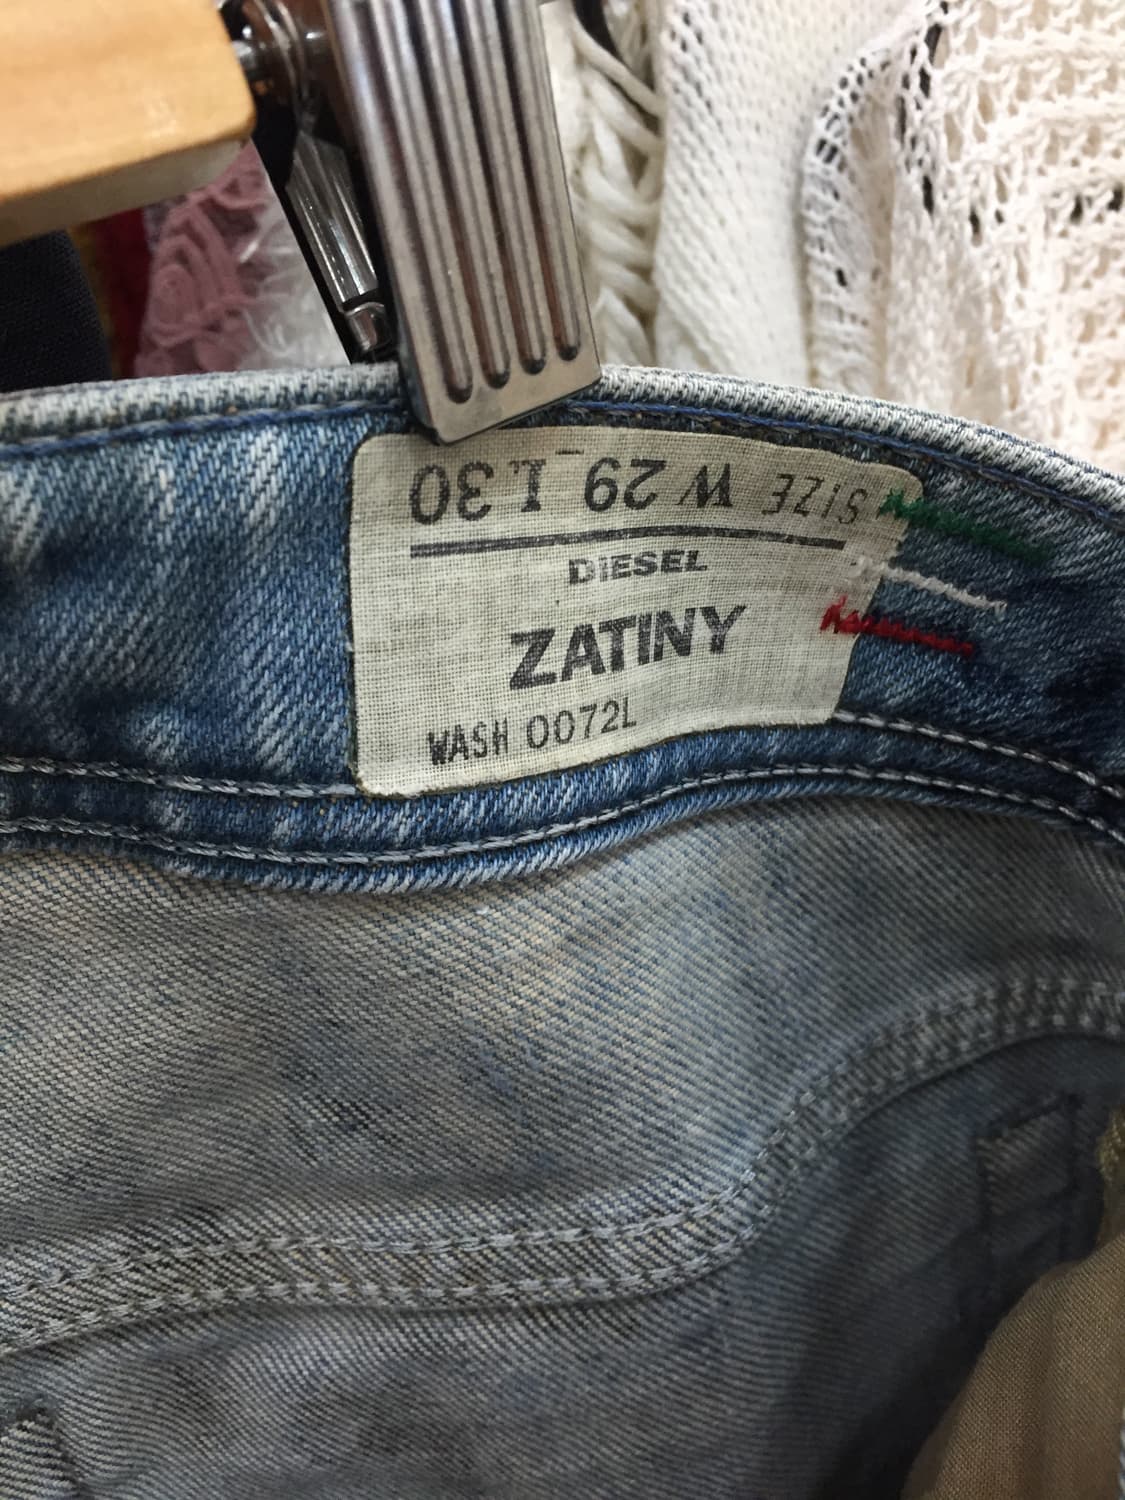 SIZE W 29 L 30
DIESEL
ZATINY
WASH 0072L